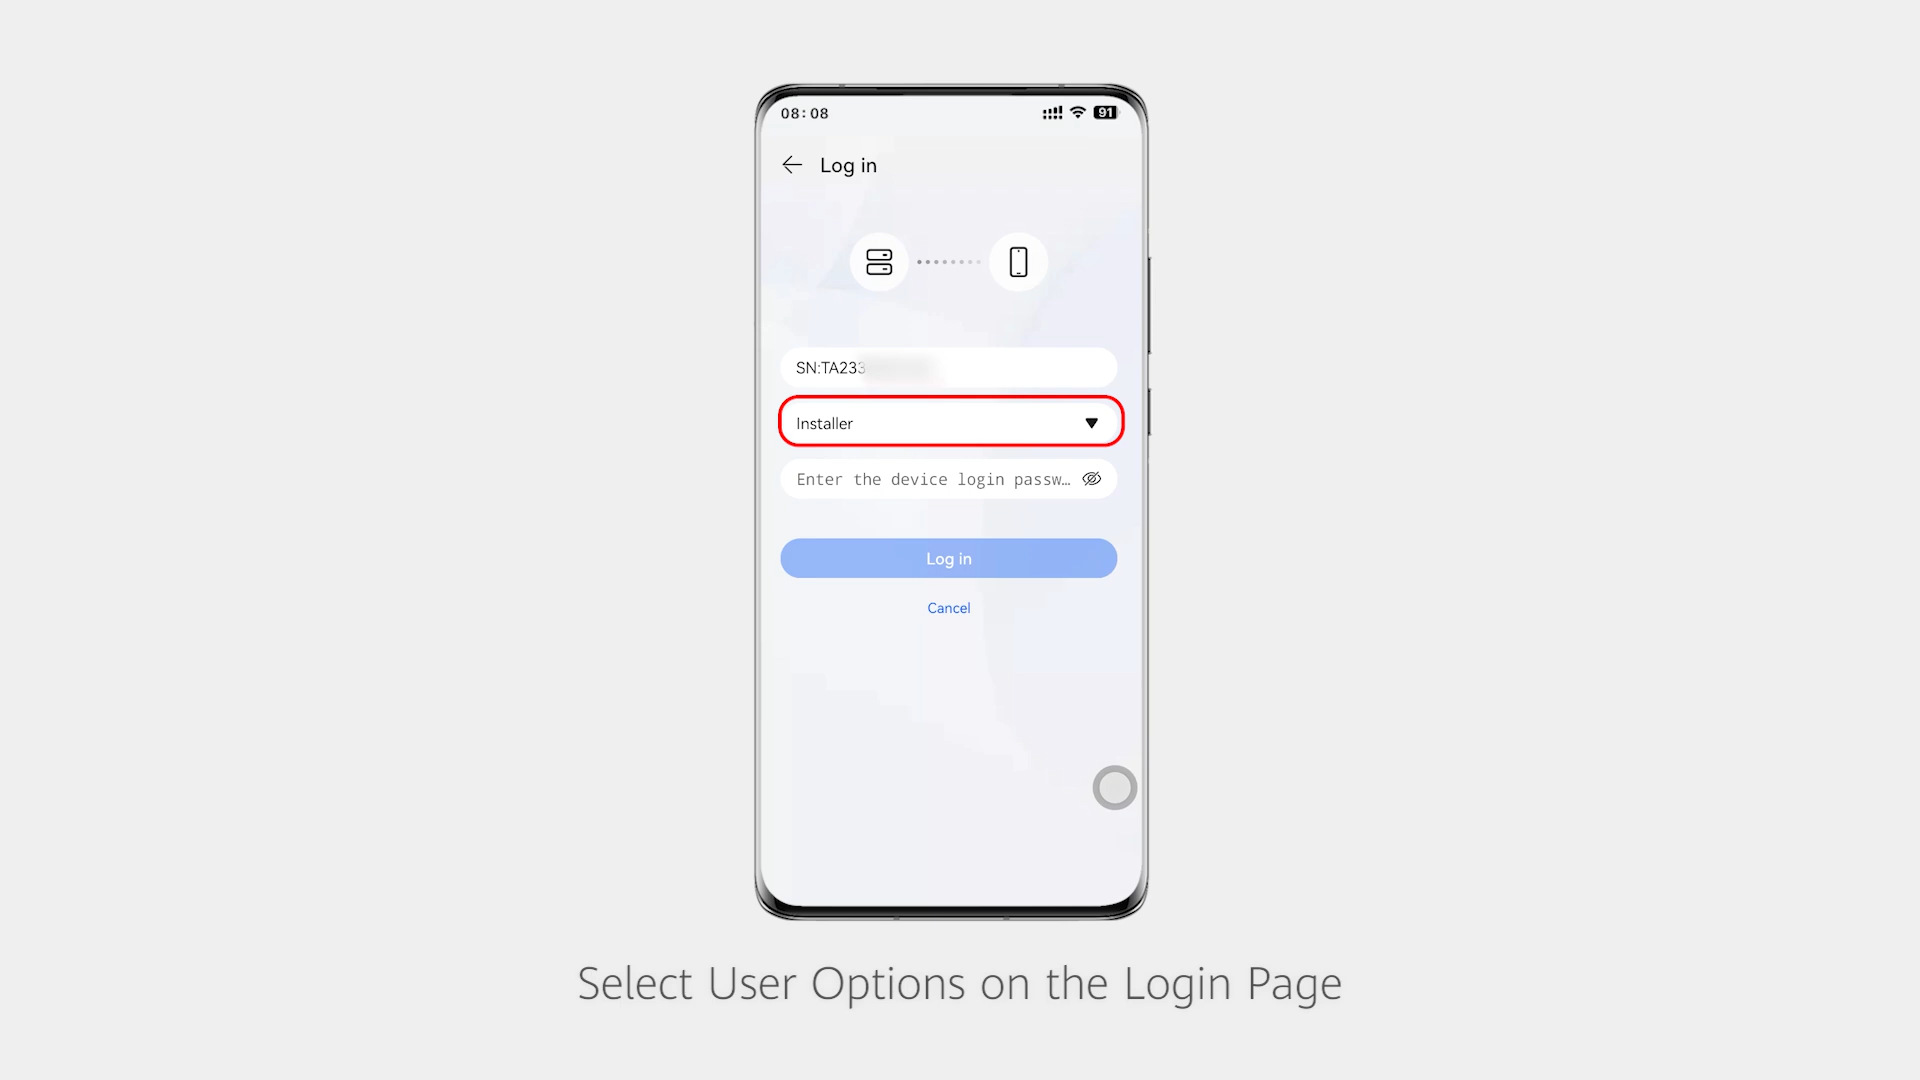 08:08
91
Log in
SN:TA233
Installer
Enter the device login passw…
Log in
Cancel
Select User Options on the Login Page